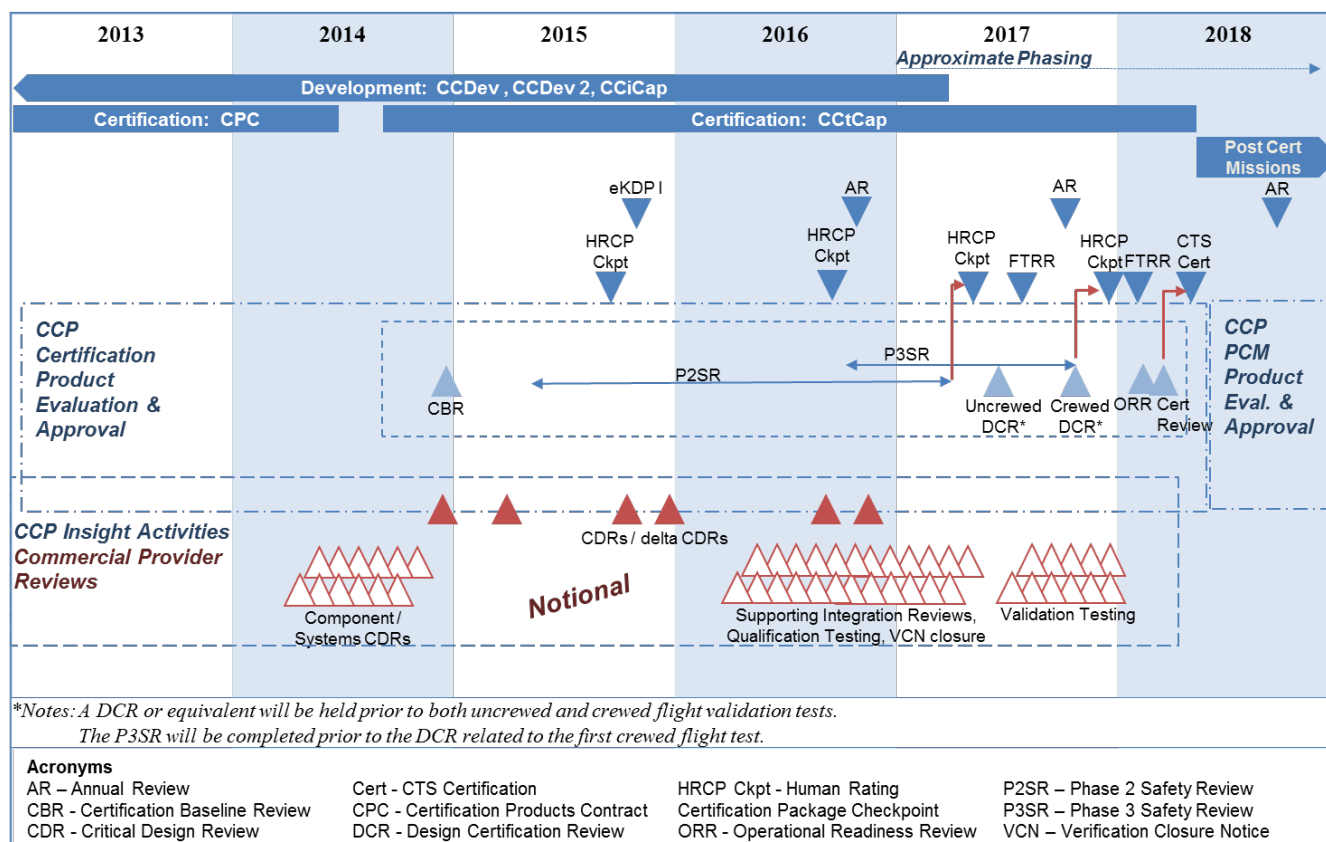 2013 2014 2015 2016 2017 2018
Approximate Phasing
Development: CCDev , CCDev 2, CCiCap
Certification: CPC
Certification: CCtCap
Post Cert
Missions
eKDP I
AR
AR
AR
HRCP
Ckpt
HRCP
Ckpt
HRCP
Ckpt
FTRR
HRCP
Ckpt
FTRR
CTS
Cert
CCP
Certification
Product
Evaluation &
Approval
P3SR
P2SR
CBR
Uncrewed
DCR*
Crewed
DCR*
ORR
Cert
Review
CCP
PCM
Product
Eval. &
Approval
CCP Insight Activities
Commercial Provider
Reviews
CDRs / delta CDRs
Component /
Systems CDRs
Notional
Supporting Integration Reviews,
Qualification Testing, VCN closure
Validation Testing
*Notes: A DCR or equivalent will be held prior to both uncrewed and crewed flight validation tests.
The P3SR will be completed prior to the DCR related to the first crewed flight test.
Acronyms
AR – Annual Review
CBR - Certification Baseline Review
CDR - Critical Design Review
Cert - CTS Certification
CPC - Certification Products Contract
DCR - Design Certification Review
HRCP Ckpt - Human Rating
Certification Package Checkpoint
ORR - Operational Readiness Review
P2SR – Phase 2 Safety Review
P3SR – Phase 3 Safety Review
VCN – Verification Closure Notice